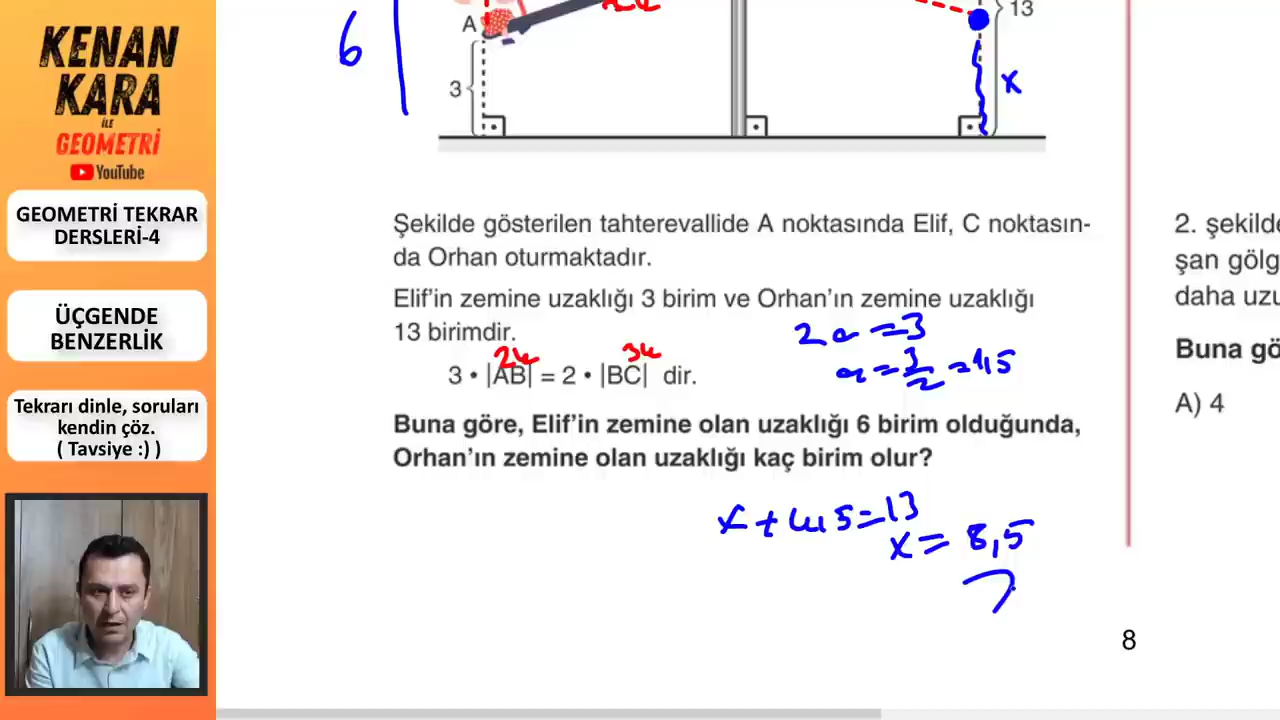 KENAN
KARA
İLE
GEOMETRİ
YouTube
GEOMETRİ TEKRAR
DERSLERİ-4
ÜÇGENDE
BENZERLİK
Tekrarı dinle, soruları
kendin çöz.
( Tavsiye :) )
6
A
3
13
x
Şekilde gösterilen tahterevallide A noktasında Elif, C noktasın-
da Orhan oturmaktadır.
Elif'in zemine uzaklığı 3 birim ve Orhan'ın zemine uzaklığı
13 birimdir.
2a = 3
a = 3/2 = 1,5
2k 3k
3 • |AB| = 2 • |BC| dir.
Buna göre, Elif'in zemine olan uzaklığı 6 birim olduğunda,
Orhan'ın zemine olan uzaklığı kaç birim olur?
x + 4,5 = 13
x = 8,5
8
2. şekild
şan gölg
daha uzu
Buna gö
A) 4